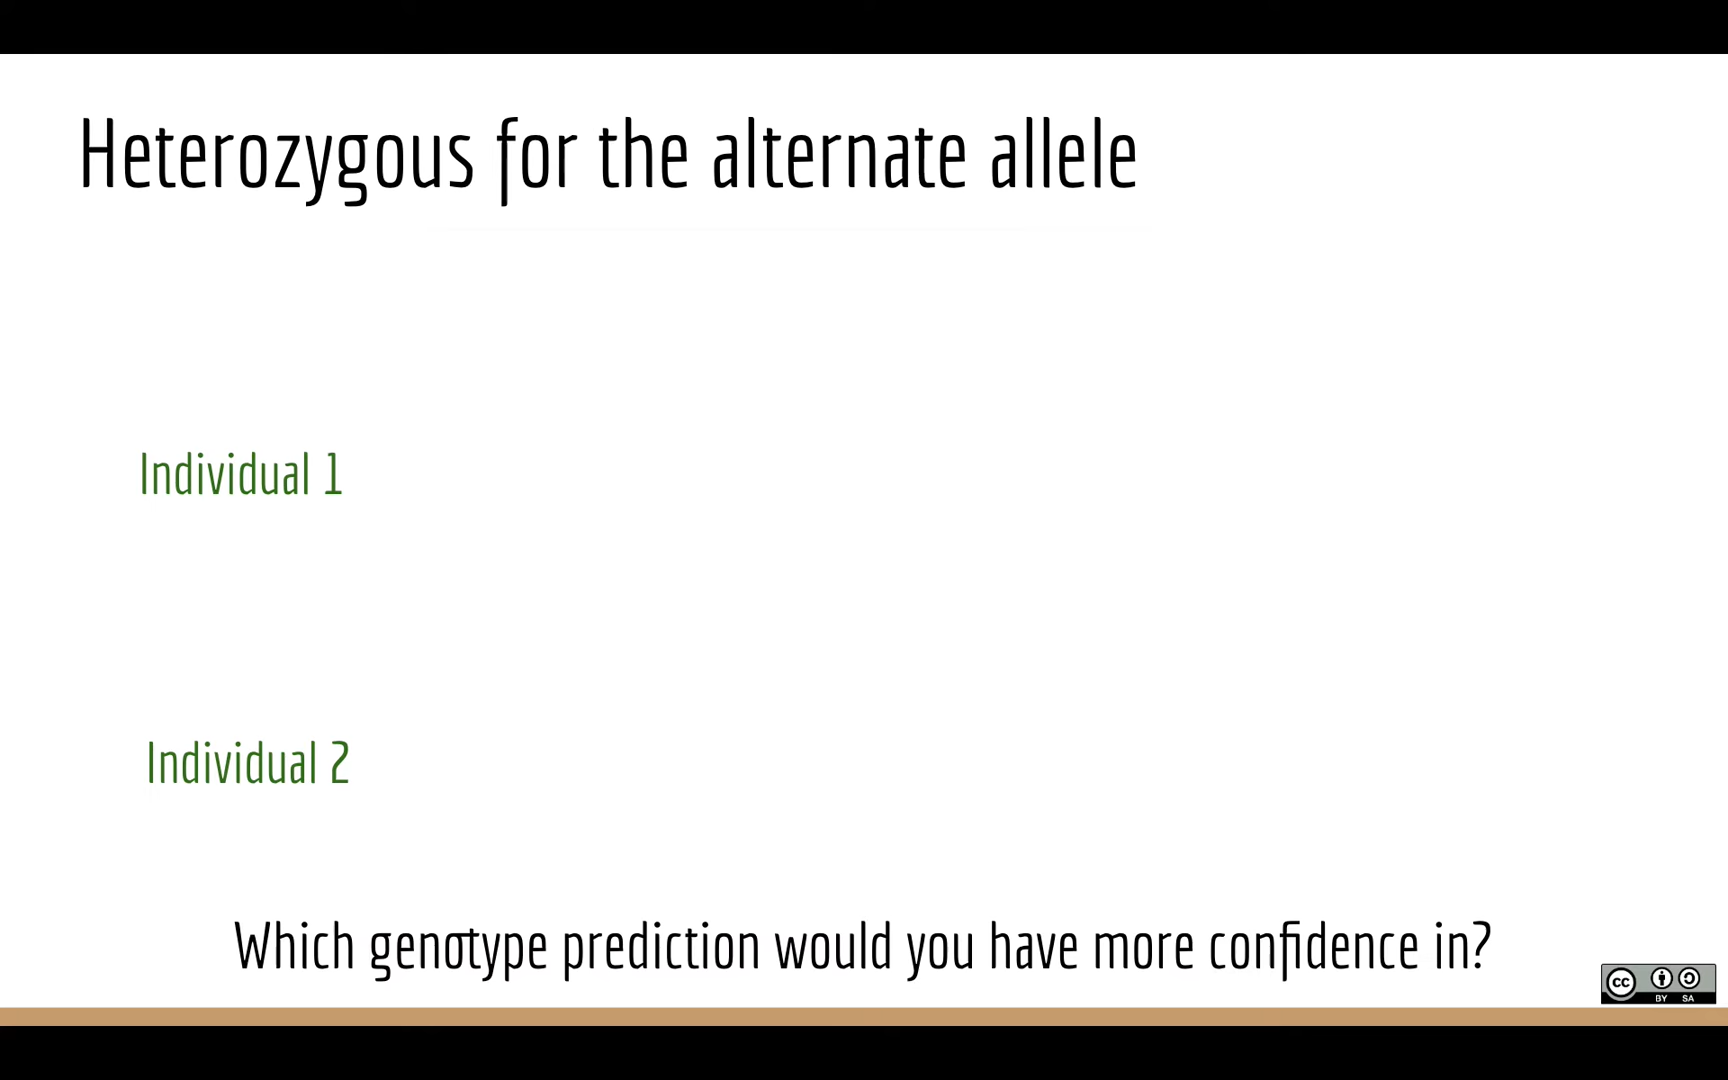 Heterozygous for the alternate allele
Individual 1
Individual 2
Which genotype prediction would you have more confidence in?
cc
BY SA